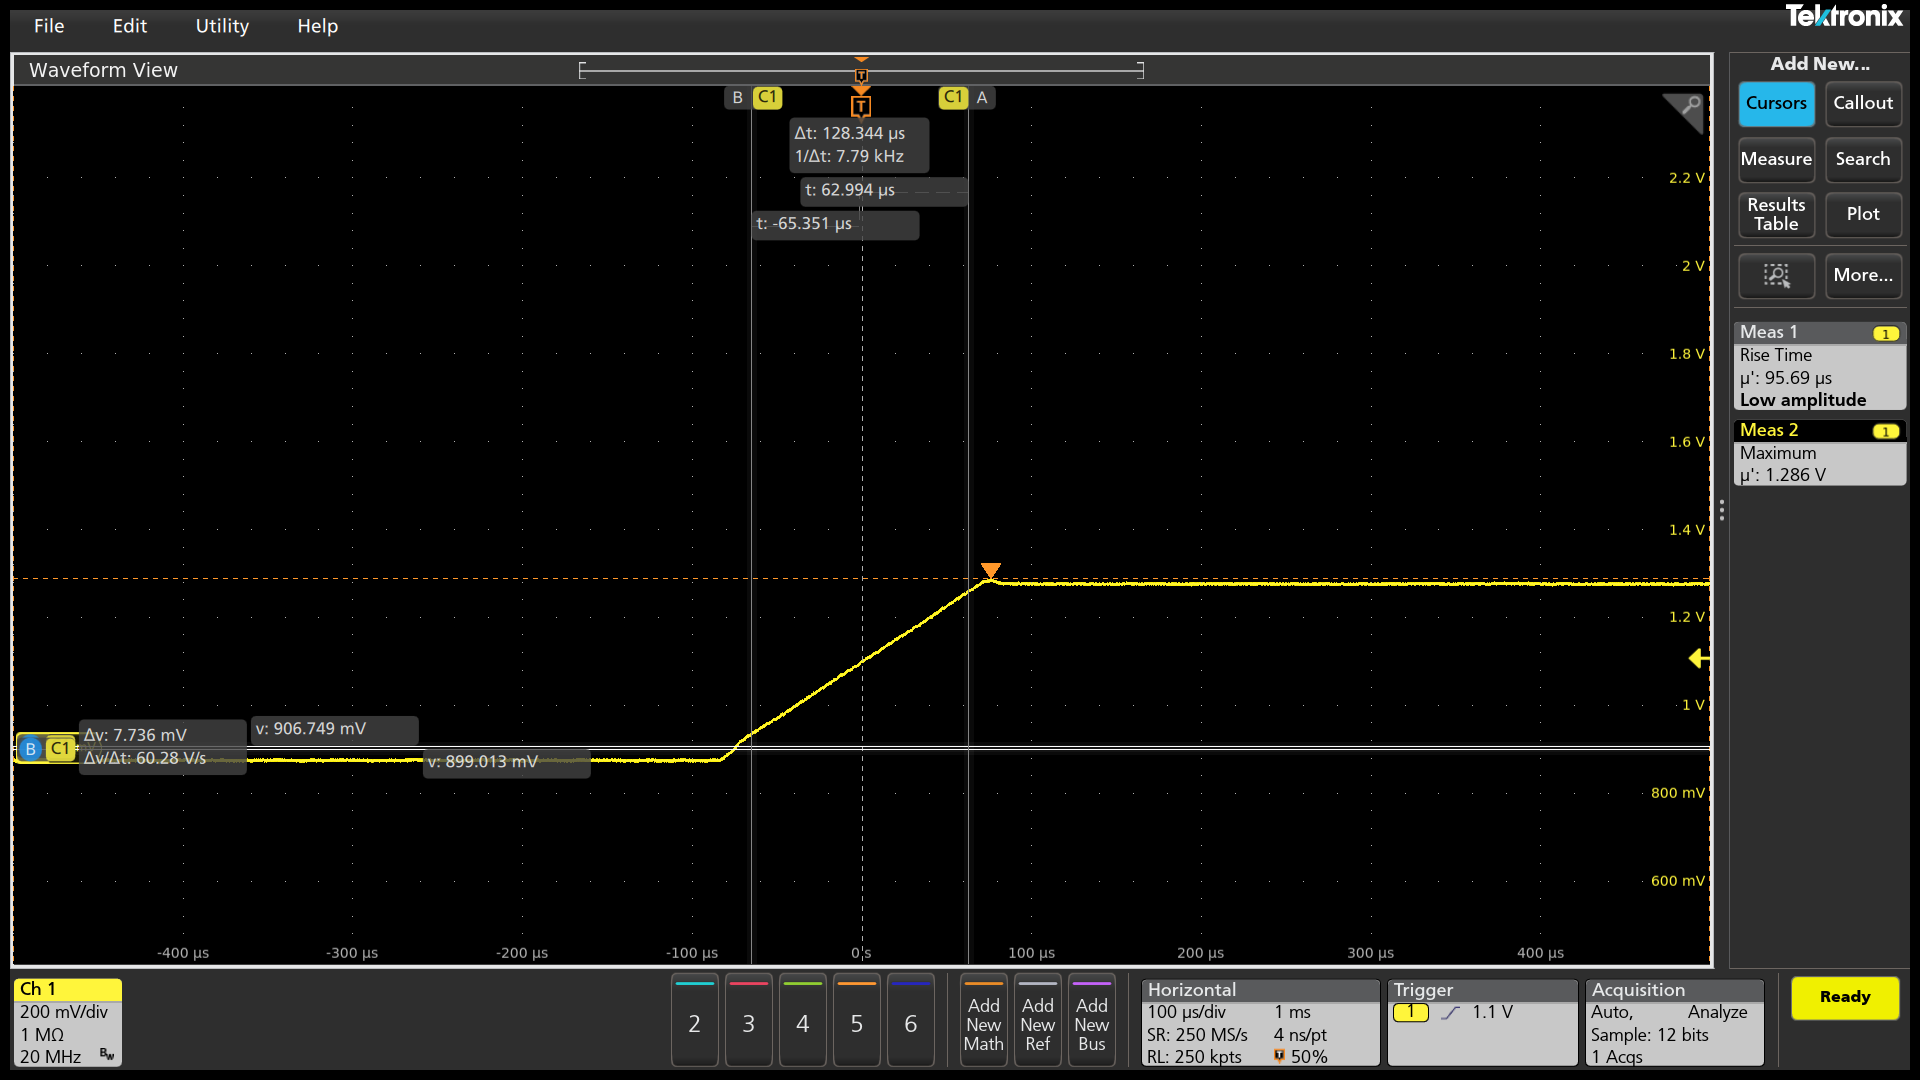 File Edit Utility Help
Tektronix
Waveform View
T
Add New...
B C1 T C1 A
Cursors Callout
Δt: 128.344 µs
1/Δt: 7.79 kHz
t: 62.994 µs
t: -65.351 µs
Measure Search
2.2 V
Results Table
Plot
2 V
More...
Meas 1 1
Rise Time
µ': 95.69 µs
Low amplitude
1.8 V
Meas 2 1
Maximum
µ': 1.286 V
1.6 V
1.4 V
1.2 V
1 V
B C1
Δv: 7.736 mV
Δv/Δt: 60.28 V/s
v: 906.749 mV
v: 899.013 mV
800 mV
600 mV
-400 µs -300 µs -200 µs -100 µs 0 s 100 µs 200 µs 300 µs 400 µs
Ch 1
200 mV/div
1 MΩ
20 MHz Bw
2 3 4 5 6
Add New Math
Add New Ref
Add New Bus
Horizontal
100 µs/div 1 ms
SR: 250 MS/s 4 ns/pt
RL: 250 kpts T 50%
Trigger
1 1.1 V
Acquisition
Auto, Analyze
Sample: 12 bits
1 Acqs
Ready